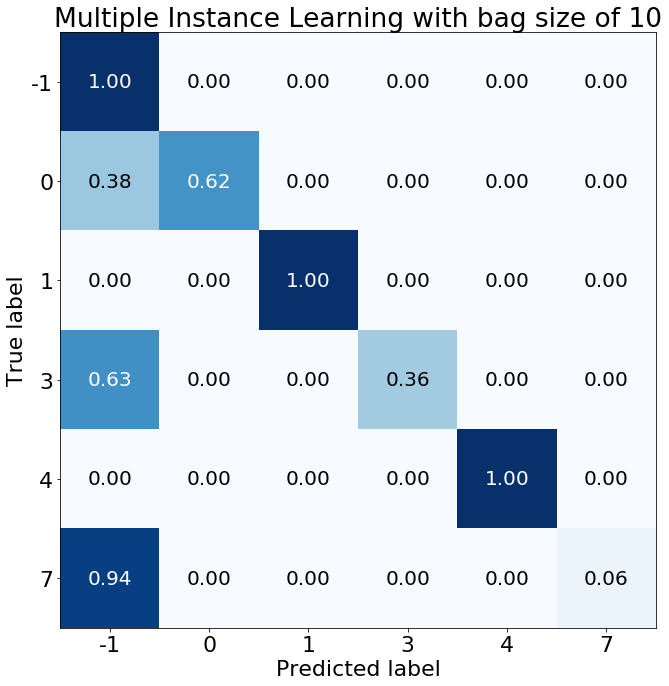 Multiple Instance Learning with bag size of 10
-1 1.00 0.00 0.00 0.00 0.00 0.00
0 0.38 0.62 0.00 0.00 0.00 0.00
1 0.00 0.00 1.00 0.00 0.00 0.00
3 0.63 0.00 0.00 0.36 0.00 0.00
4 0.00 0.00 0.00 0.00 1.00 0.00
7 0.94 0.00 0.00 0.00 0.00 0.06
-1 0 1 3 4 7
Predicted label
True label